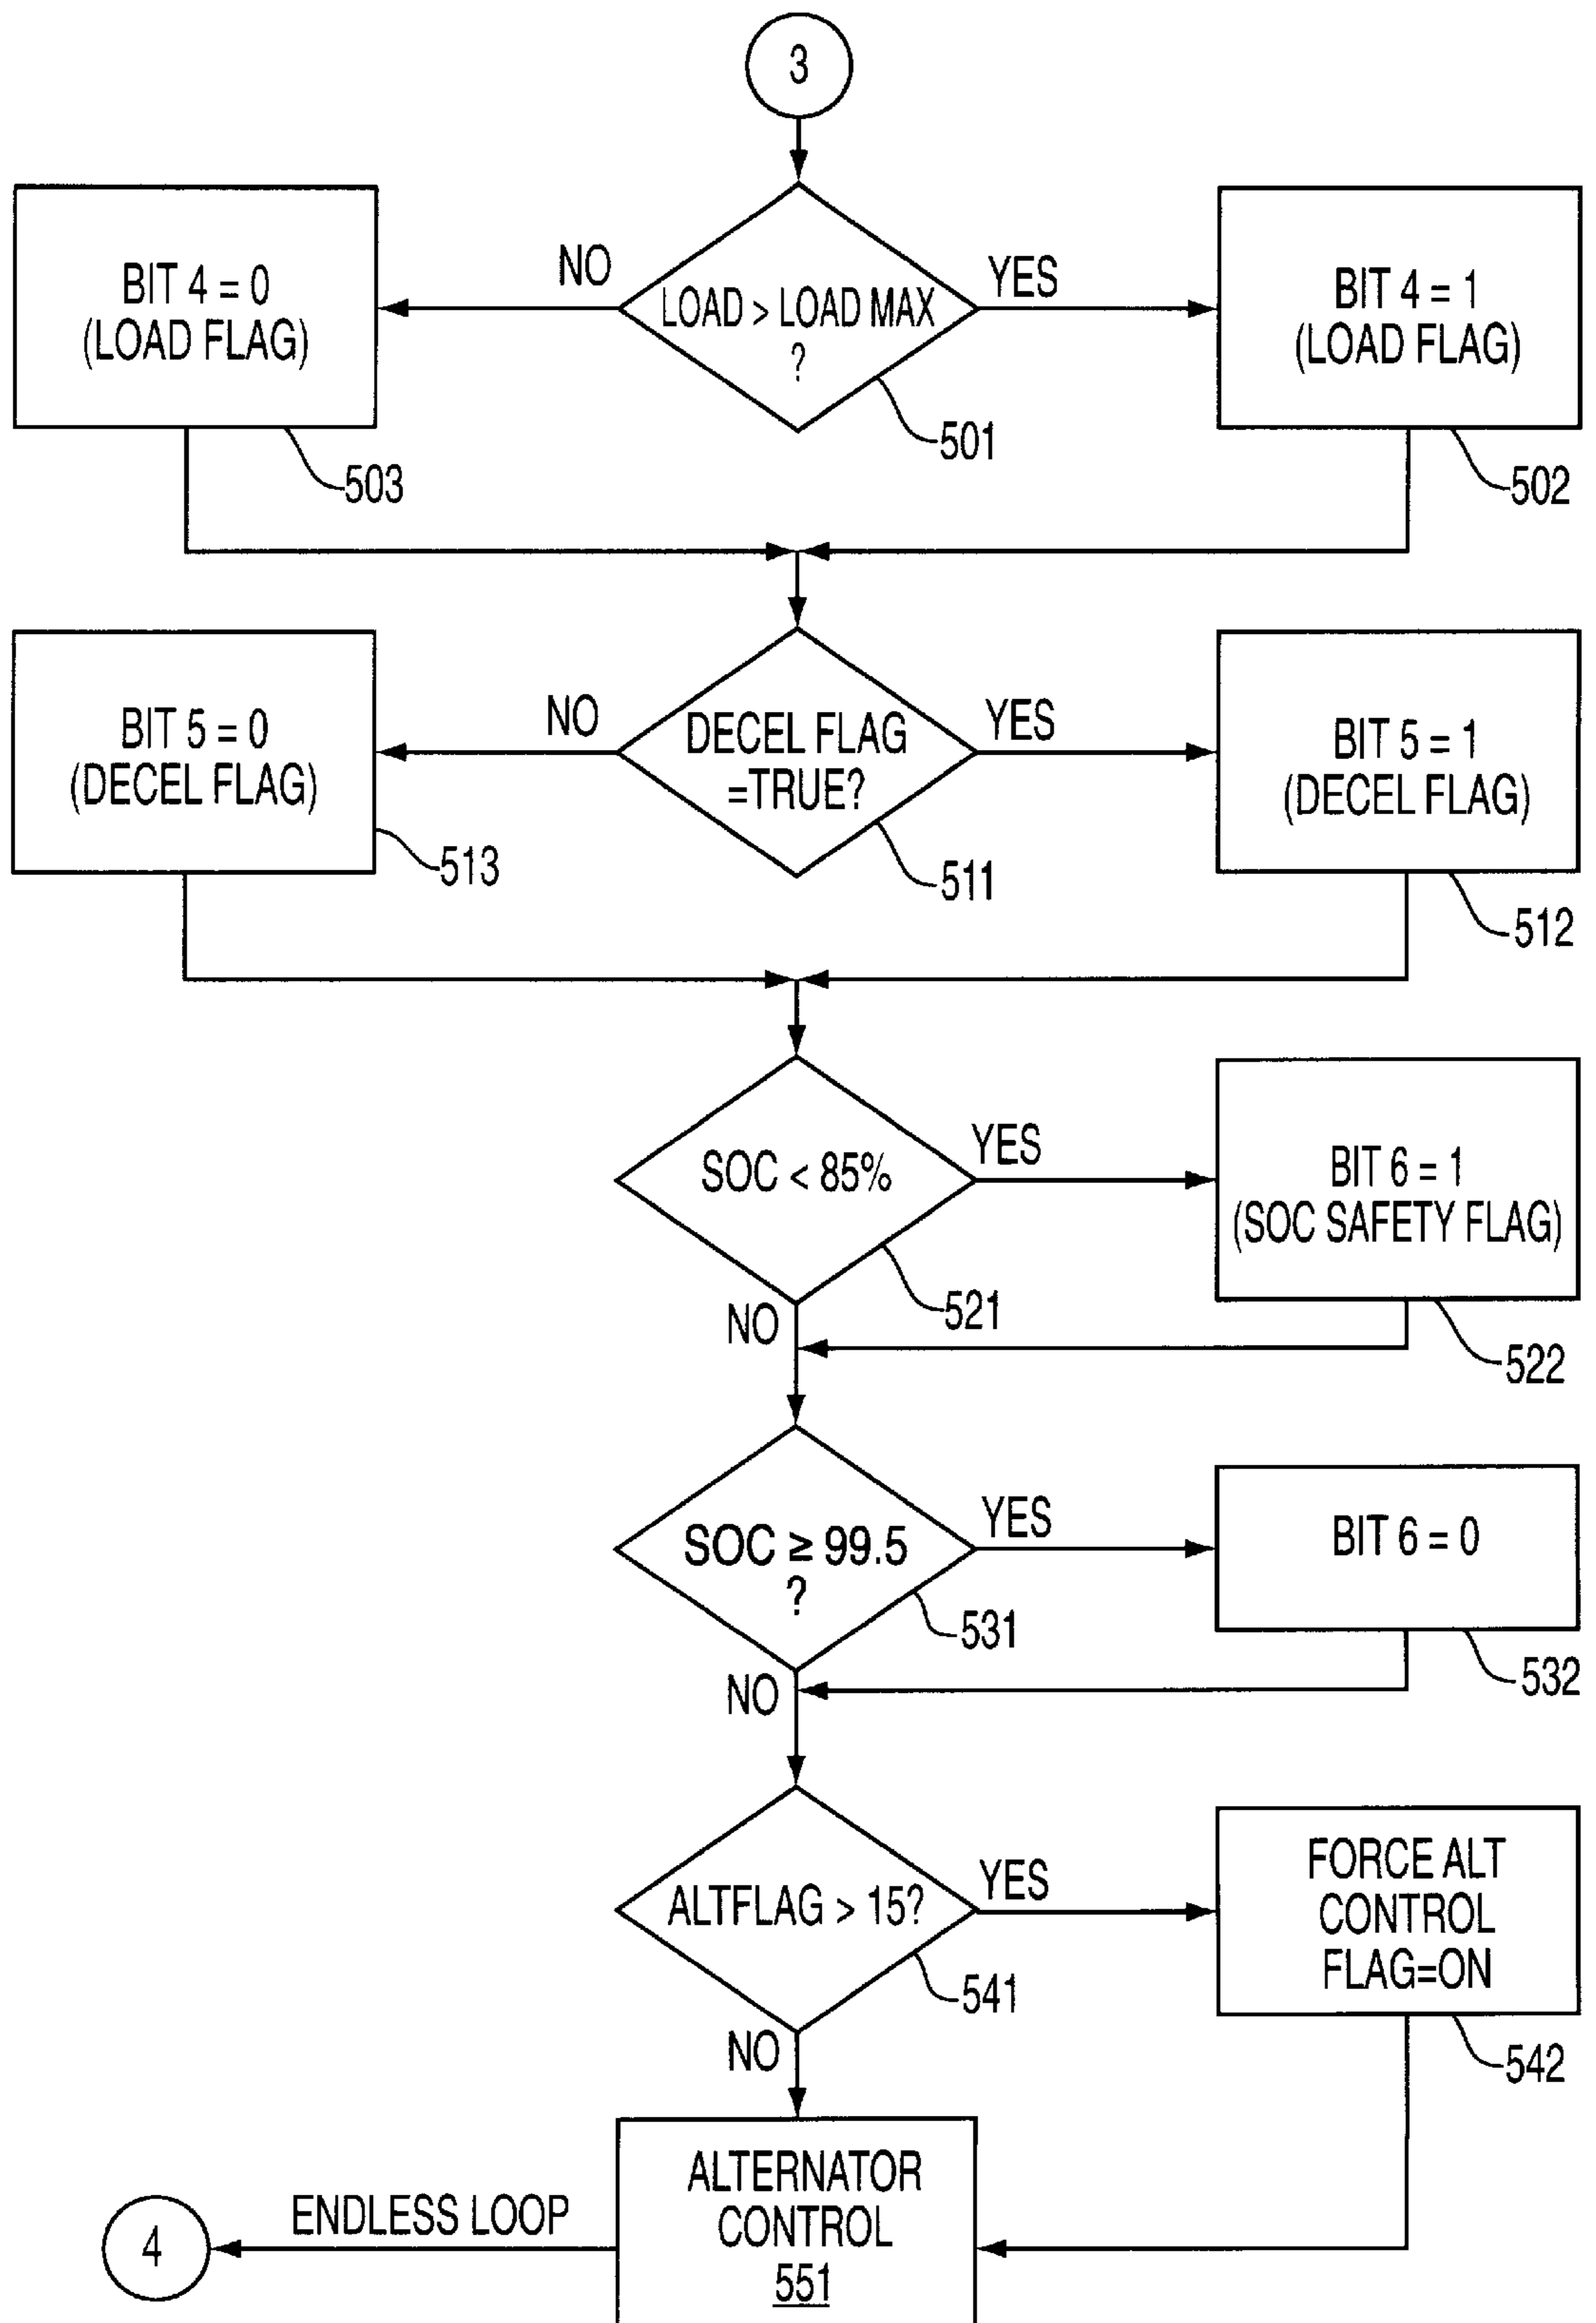 3
NO
YES
BIT 4 = 0
(LOAD FLAG)
LOAD > LOAD MAX
?
BIT 4 = 1
(LOAD FLAG)
503
501
502
NO
YES
BIT 5 = 0
(DECEL FLAG)
DECEL FLAG
=TRUE?
BIT 5 = 1
(DECEL FLAG)
513
511
512
SOC < 85%
YES
BIT 6 = 1
(SOC SAFETY FLAG)
NO
521
522
SOC ≥ 99.5
?
YES
BIT 6 = 0
531
NO
532
ALTFLAG > 15?
YES
FORCE ALT
CONTROL
FLAG=ON
541
NO
542
ALTERNATOR
CONTROL
551
ENDLESS LOOP
4